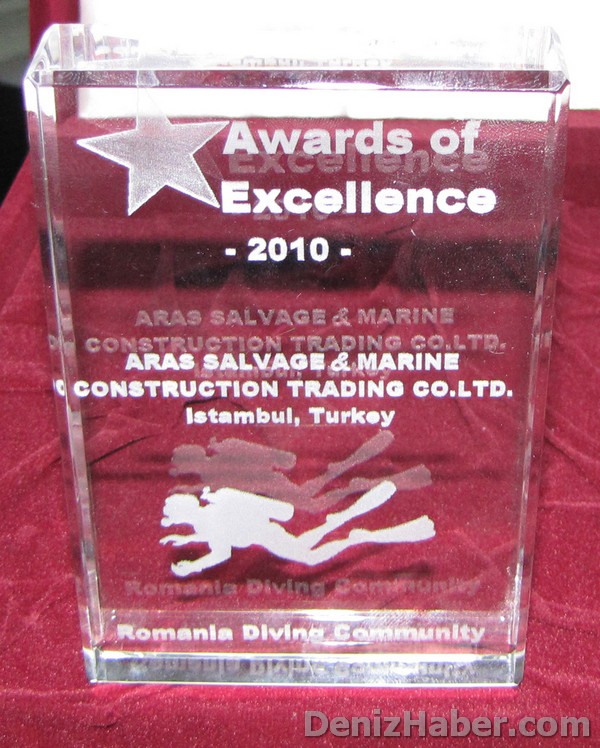 Awards of
Excellence
- 2010 -
ARAS SALVAGE & MARINE
CONSTRUCTION TRADING CO.LTD.
Istambul, Turkey
Romania Diving Community
DenizHaber.com